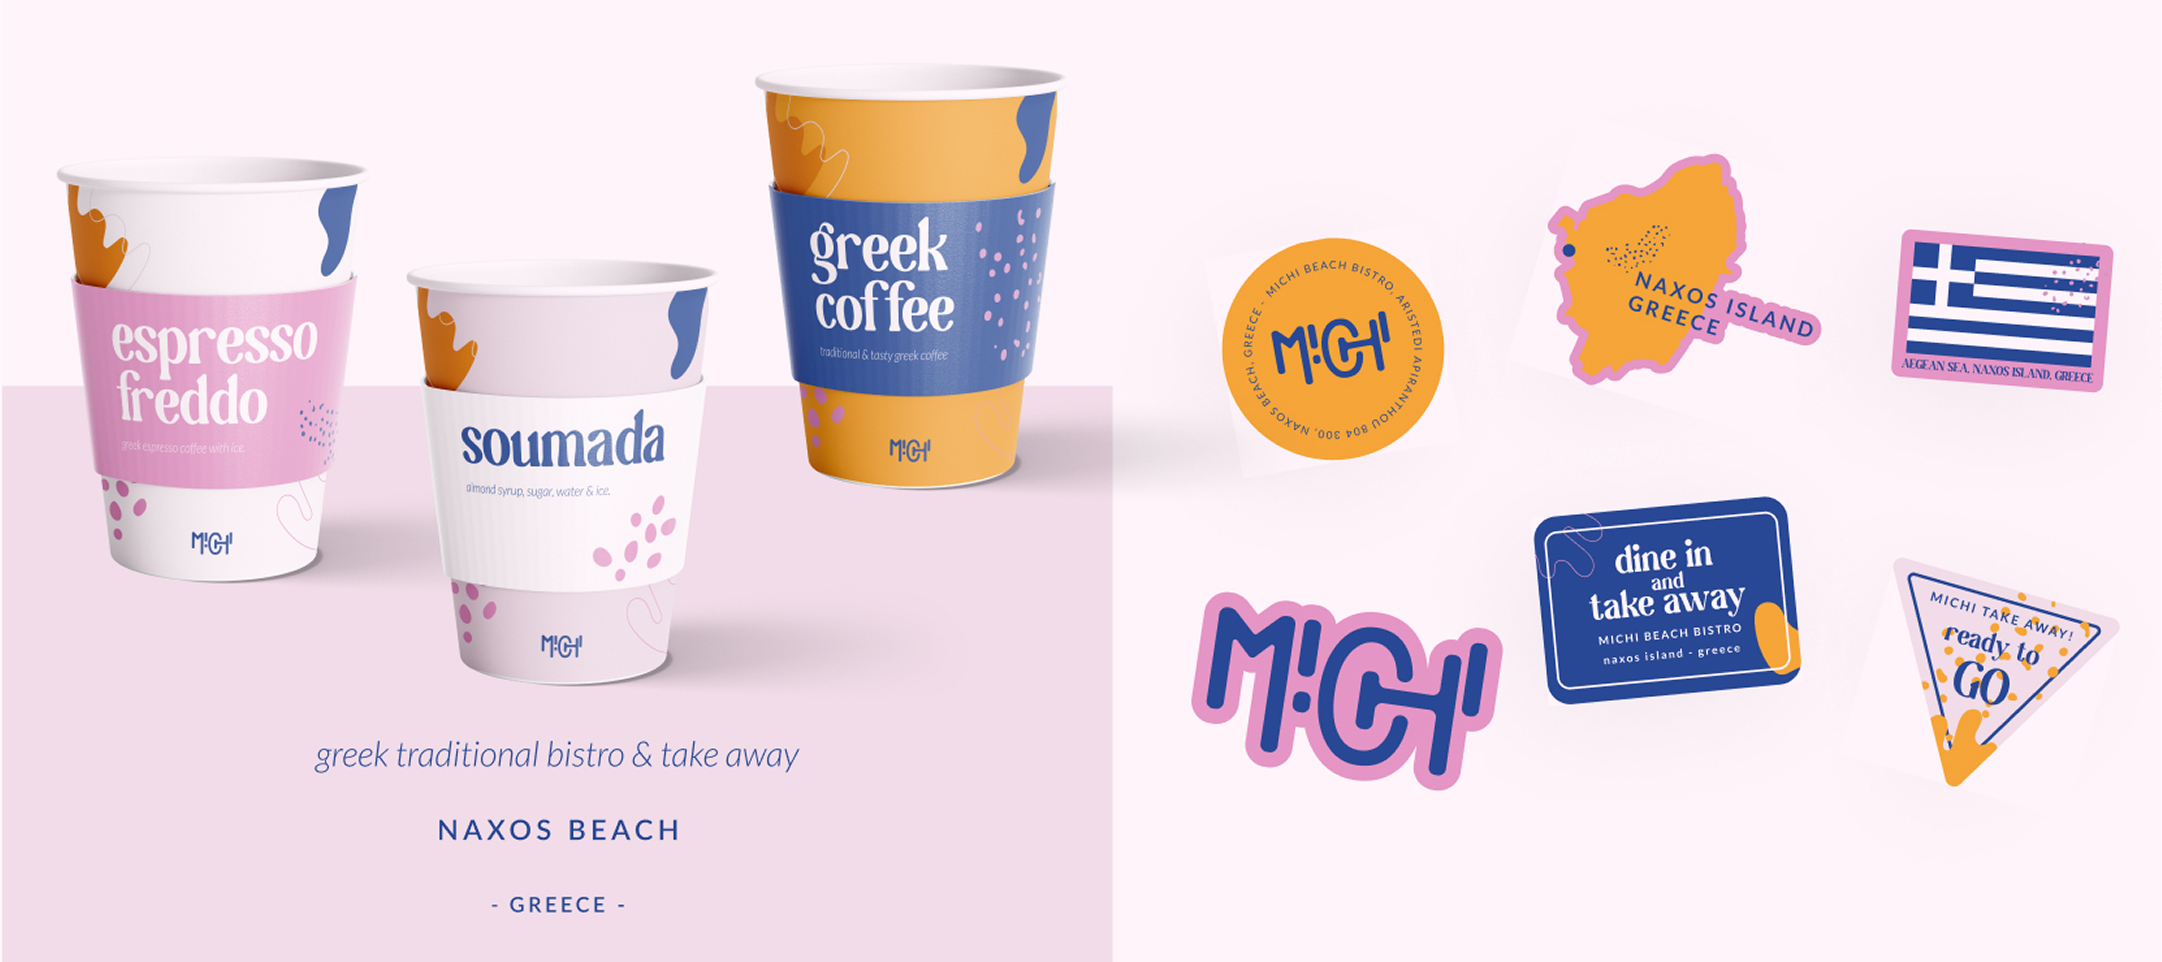 espresso
freddo
greek espresso coffee with ice.
MICHI
soumada
almond syrup, sugar, water & ice.
MICHI
greek
coffee
traditional & tasty greek coffee
MICHI
greek traditional bistro & take away
NAXOS BEACH
- GREECE -
MICHI BEACH BISTRO, ARISTEDI APIRANTHOU 804 300, NAXOS BEACH, GREECE -
MICHI
NAXOS ISLAND
GREECE
AEGEAN SEA, NAXOS ISLAND, GREECE
MICHI
dine in
and
take away
MICHI BEACH BISTRO
naxos island - greece
MICHI TAKE AWAY!
ready to
GO